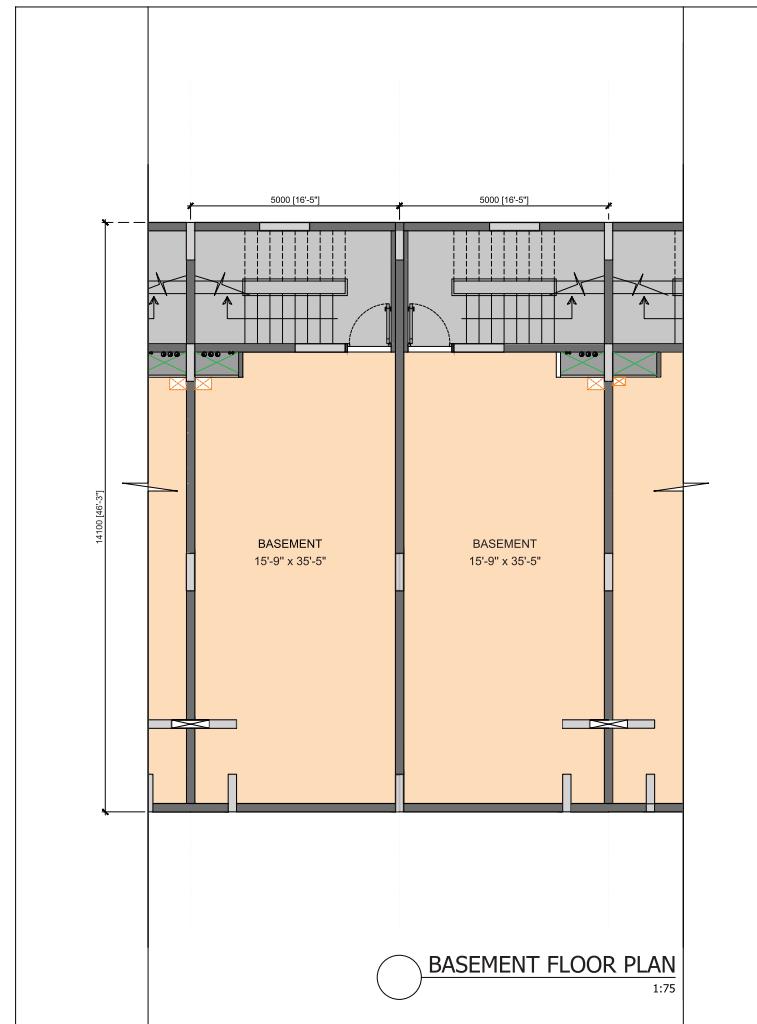 5000 [16'-5"]
5000 [16'-5"]
14100 [46'-3"]
BASEMENT
15'-9" x 35'-5"
BASEMENT
15'-9" x 35'-5"
BASEMENT FLOOR PLAN
1:75